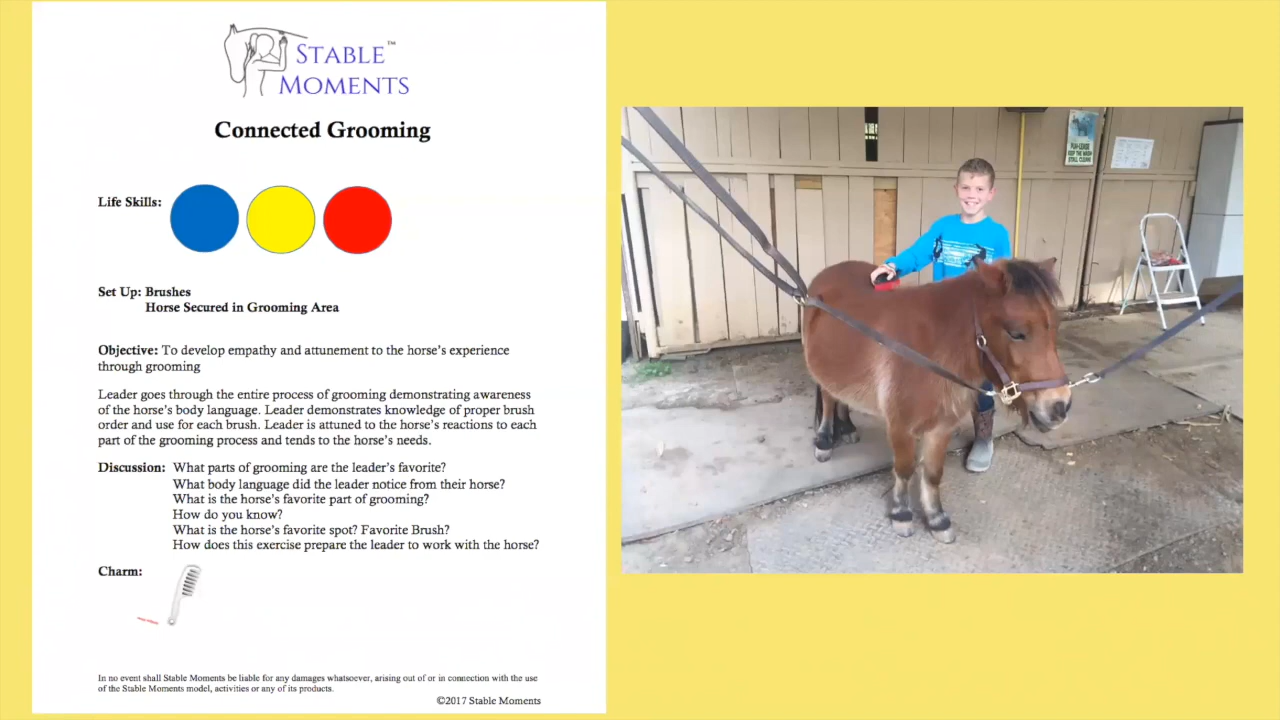 STABLE™
MOMENTS
Connected Grooming
Life Skills:
Set Up: Brushes
Horse Secured in Grooming Area
Objective: To develop empathy and attunement to the horse's experience
through grooming
Leader goes through the entire process of grooming demonstrating awareness
of the horse's body language. Leader demonstrates knowledge of proper brush
order and use for each brush. Leader is attuned to the horse's reactions to each
part of the grooming process and tends to the horse's needs.
Discussion: What parts of grooming are the leader's favorite?
What body language did the leader notice from their horse?
What is the horse's favorite part of grooming?
How do you know?
What is the horse's favorite spot? Favorite Brush?
How does this exercise prepare the leader to work with the horse?
Charm:
In no event shall Stable Moments be liable for any damages whatsoever, arising out of or in connection with the use
of the Stable Moments model, activities or any of its products.
©2017 Stable Moments
KEEP THE WASH
STALL CLEAN!